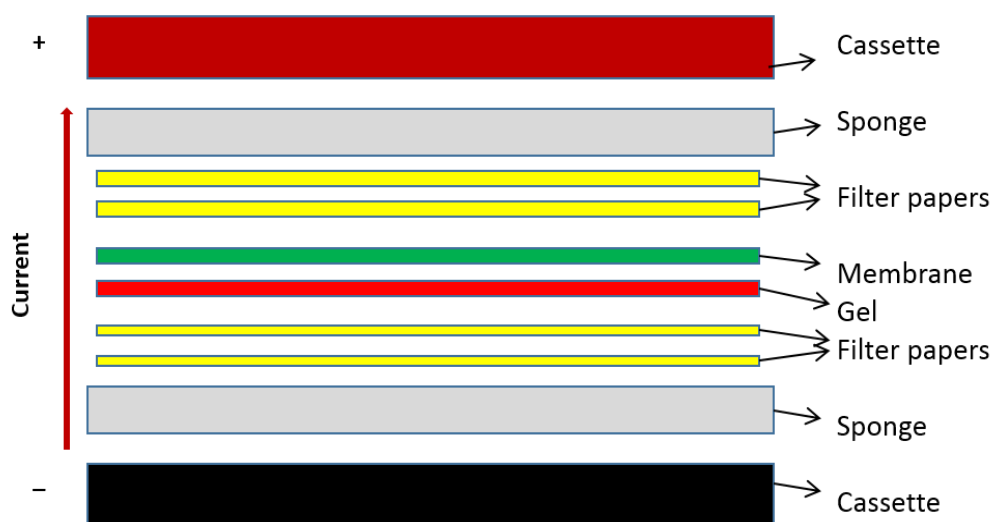 +
Cassette
Sponge
Filter papers
Current
Membrane
Gel
Filter papers
Sponge
–
Cassette